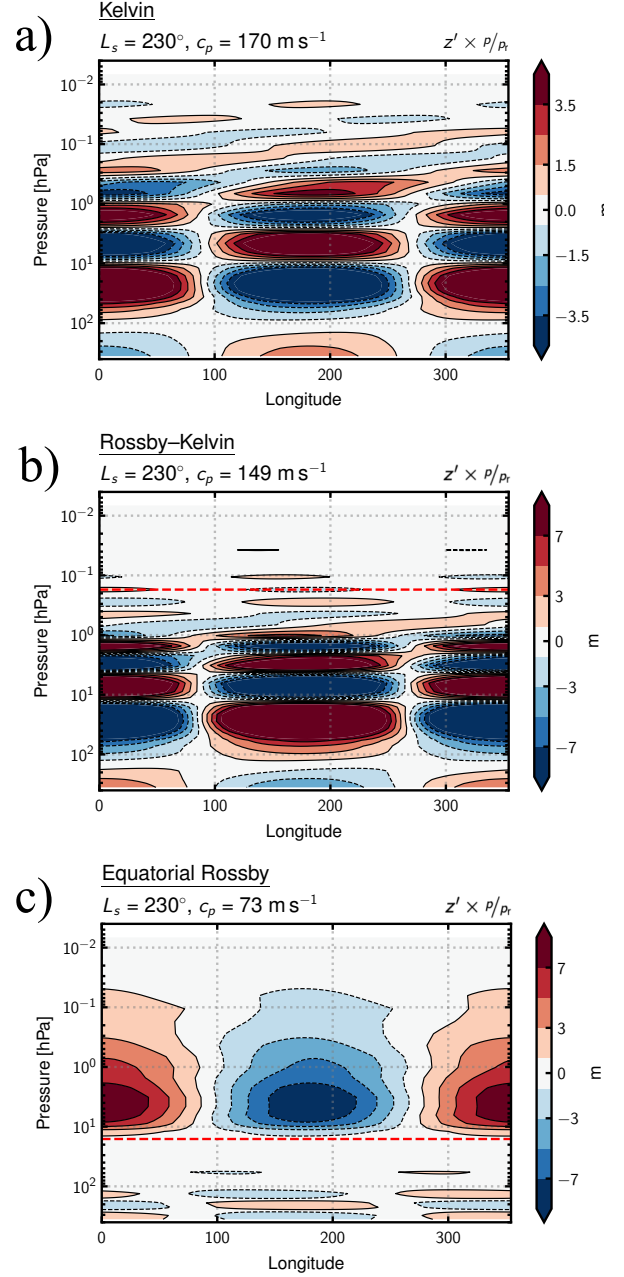 a)
Kelvin
L_s = 230°, c_p = 170 m s⁻¹
z′ × p/p_r
Pressure [hPa]
10⁻²
10⁻¹
10⁰
10¹
10²
0
100
200
300
Longitude
3.5
1.5
0.0
−1.5
−3.5
b)
Rossby–Kelvin
L_s = 230°, c_p = 149 m s⁻¹
z′ × p/p_r
Pressure [hPa]
10⁻²
10⁻¹
10⁰
10¹
10²
0
100
200
300
Longitude
7
3
0
−3
−7
m
c)
Equatorial Rossby
L_s = 230°, c_p = 73 m s⁻¹
z′ × p/p_r
Pressure [hPa]
10⁻²
10⁻¹
10⁰
10¹
10²
0
100
200
300
Longitude
7
3
0
−3
−7
m